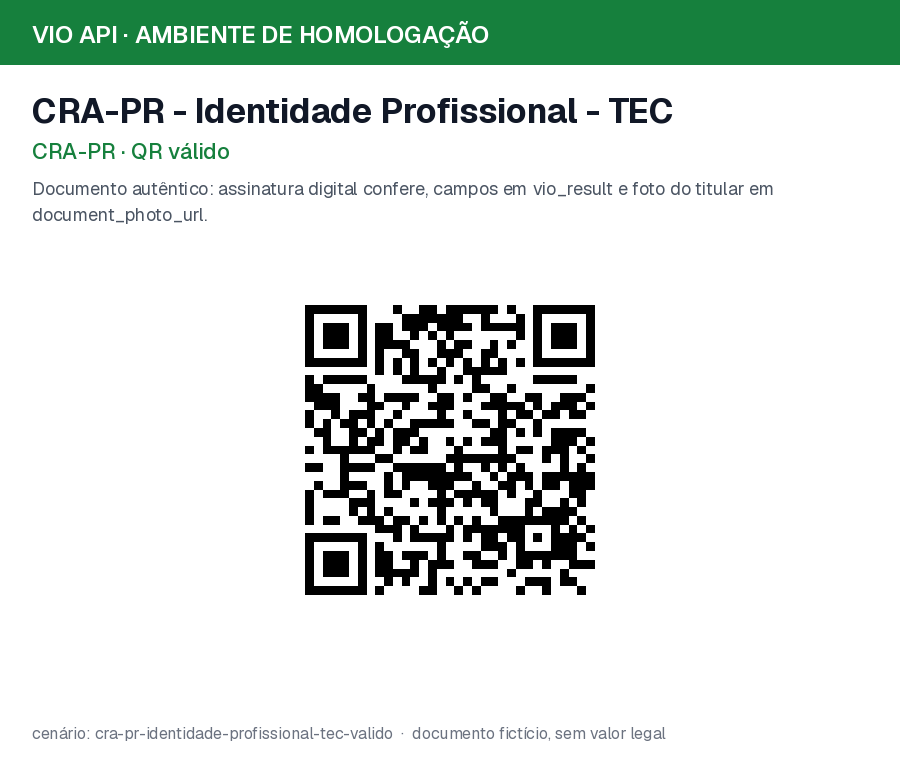 VIO API · AMBIENTE DE HOMOLOGAÇÃO
CRA-PR - Identidade Profissional - TEC
CRA-PR · QR válido
Documento autêntico: assinatura digital confere, campos em vio_result e foto do titular em
document_photo_url.
cenário: cra-pr-identidade-profissional-tec-valido · documento fictício, sem valor legal